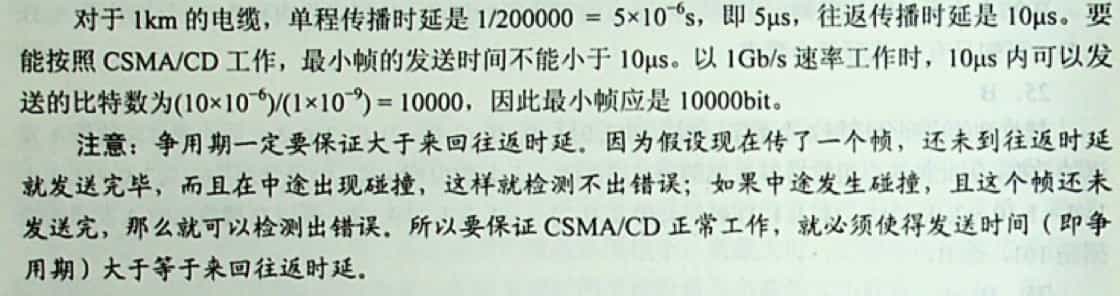 对于 1km 的电缆，单程传播时延是 1/200000 = 5×10⁻⁶s，即 5μs，往返传播时延是 10μs。要
能按照 CSMA/CD 工作，最小帧的发送时间不能小于 10μs。以 1Gb/s 速率工作时，10μs 内可以发
送的比特数为(10×10⁻⁶)/(1×10⁻⁹) = 10000，因此最小帧应是 10000bit。
注意：争用期一定要保证大于来回往返时延。因为假设现在传了一个帧，还未到往返时延
就发送完毕，而且在中途出现碰撞，这样就检测不出错误；如果中途发生碰撞，且这个帧还未
发送完，那么就可以检测出错误。所以要保证 CSMA/CD 正常工作，就必须使得发送时间（即争
用期）大于等于来回往返时延。